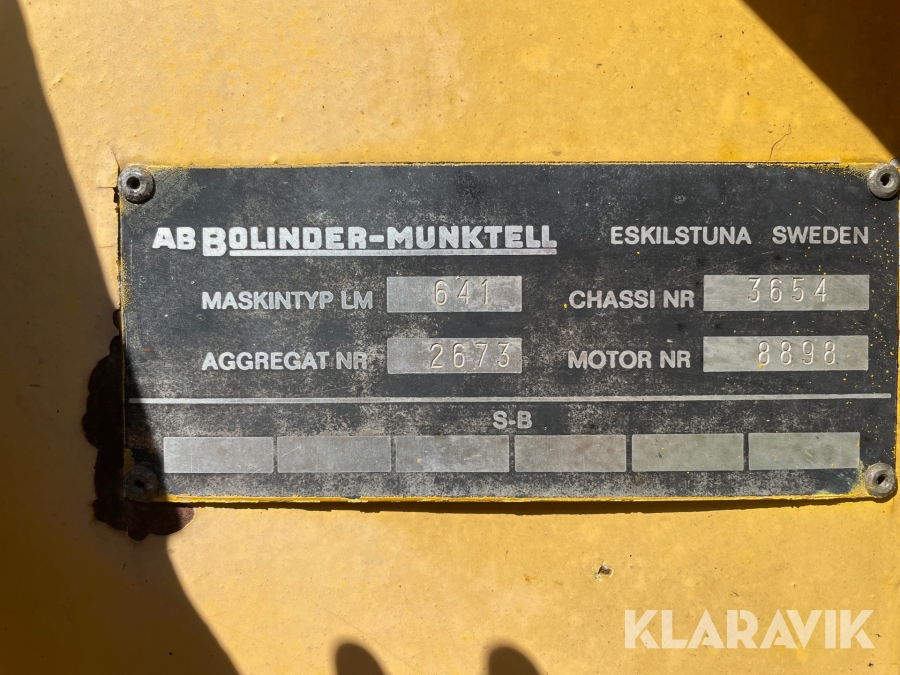 AB BOLINDER-MUNKTELL ESKILSTUNA SWEDEN
MASKINTYP LM 641 CHASSI NR 3654
AGGREGAT NR 2673 MOTOR NR 8898
S-B
KLARAVIK